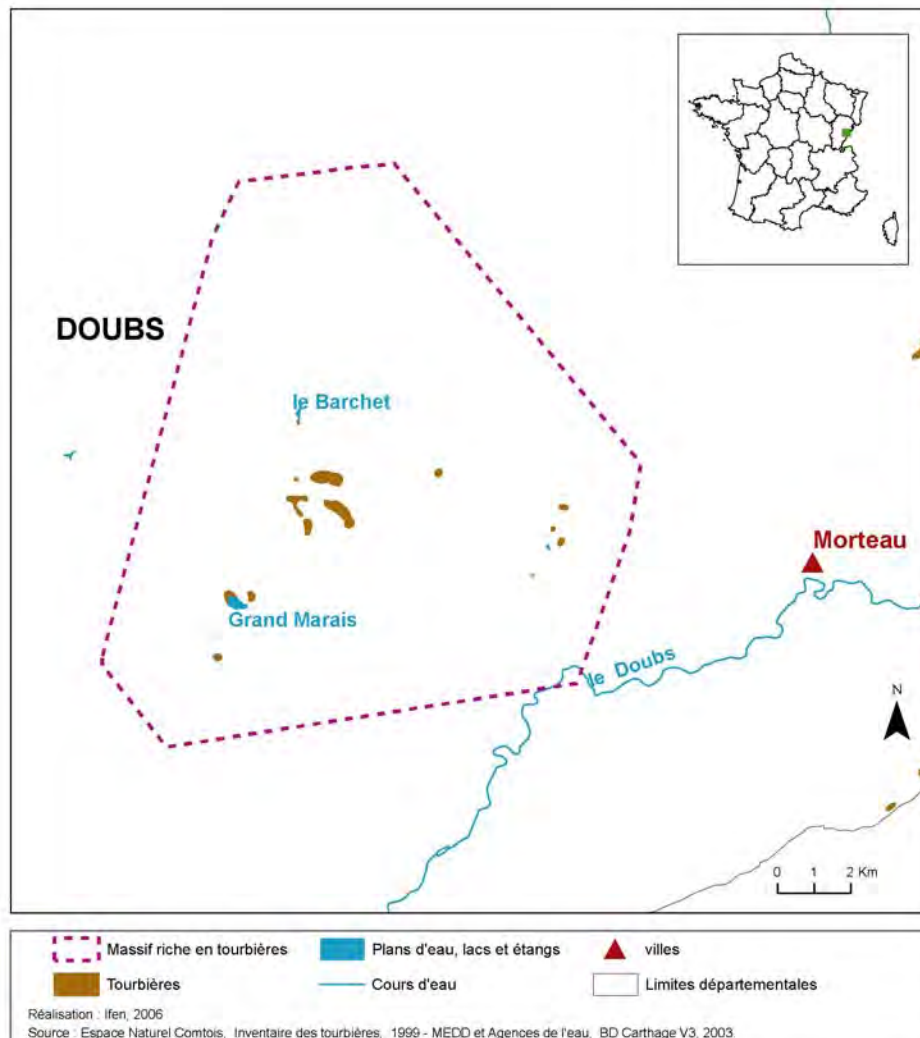 DOUBS
le Barchet
Morteau
Grand Marais
le Doubs
N
0 1 2 Km
Massif riche en tourbières
Plans d'eau, lacs et étangs
villes
Tourbières
Cours d'eau
Limites départementales
Réalisation : Ifen, 2006
Source : Espace Naturel Comtois, Inventaire des tourbières, 1999 - MEDD et Agences de l'eau, BD Carthage V3, 2003